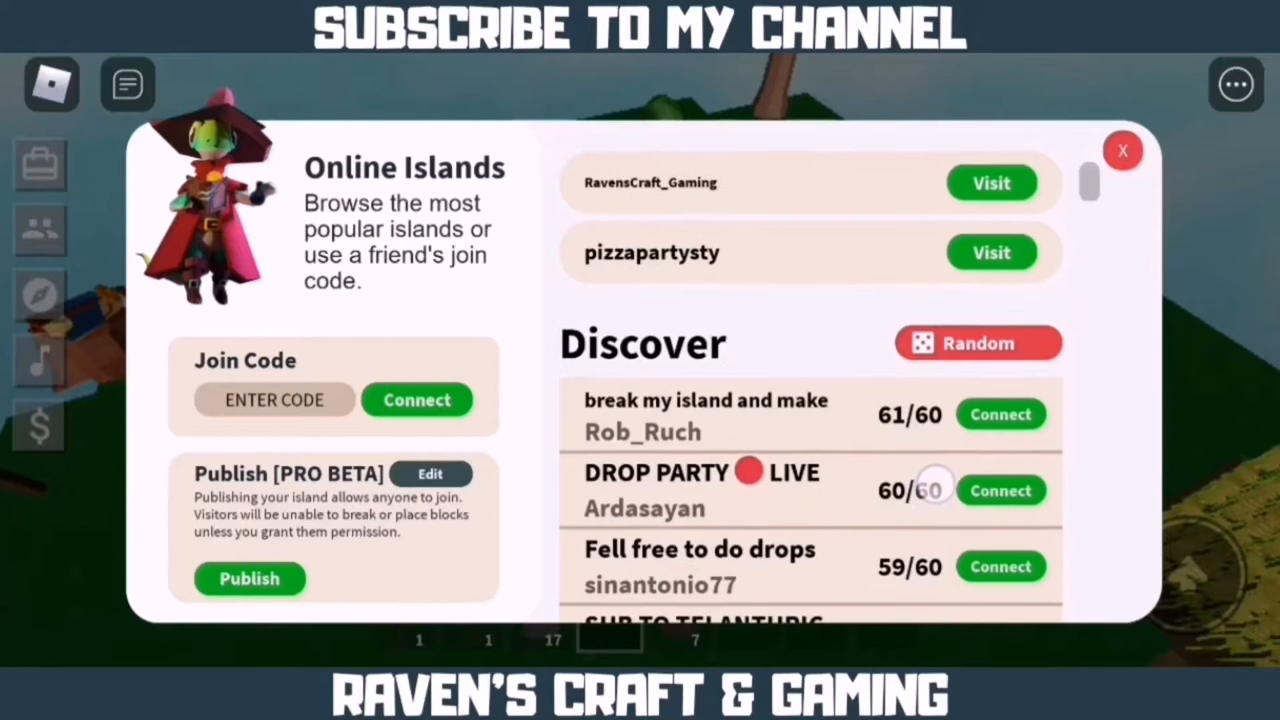 SUBSCRIBE TO MY CHANNEL
Online Islands
Browse the most
popular islands or
use a friend's join
code.
Join Code
ENTER CODE
Connect
Publish [PRO BETA]
Edit
Publishing your island allows anyone to join.
Visitors will be unable to break or place blocks
unless you grant them permission.
Publish
X
RavensCraft_Gaming
Visit
pizzapartysty
Visit
Discover
Random
break my island and make
Rob_Ruch
61/60
Connect
DROP PARTY 🔴 LIVE
Ardasayan
60/60
Connect
Fell free to do drops
sinantonio77
59/60
Connect
SUB TO
$
1
1
17
7
RAVEN'S CRAFT & GAMING